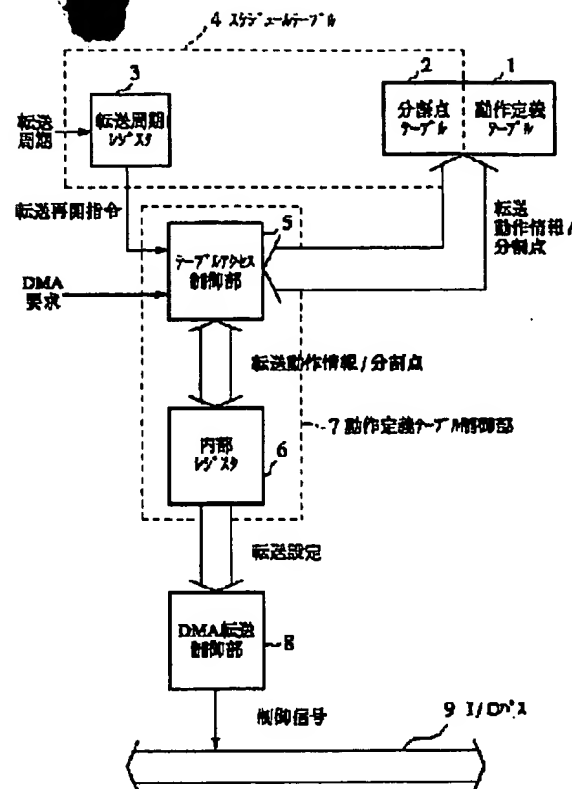 4 スケジュールテーブル
3
転送
周期
転送周期
レジスタ
2
分割点
テーブル
1
動作定義
テーブル
転送再開指令
転送
動作情報/
分割点
5
テーブルアクセス
制御部
DMA
要求
転送動作情報/分割点
7 動作定義テーブル制御部
内部
レジスタ
6
転送設定
DMA転送
制御部
8
制御信号
9 I/Oバス